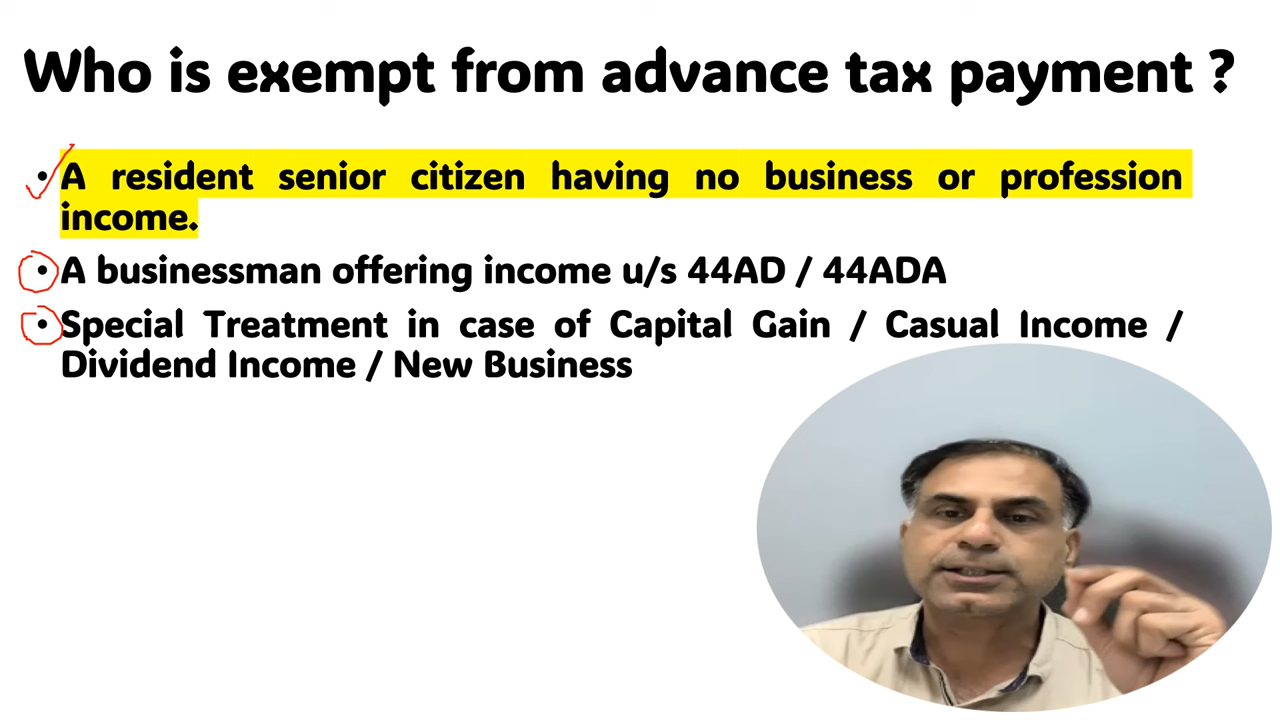 Who is exempt from advance tax payment ?
• A resident senior citizen having no business or profession
income.
• A businessman offering income u/s 44AD / 44ADA
• Special Treatment in case of Capital Gain / Casual Income /
Dividend Income / New Business